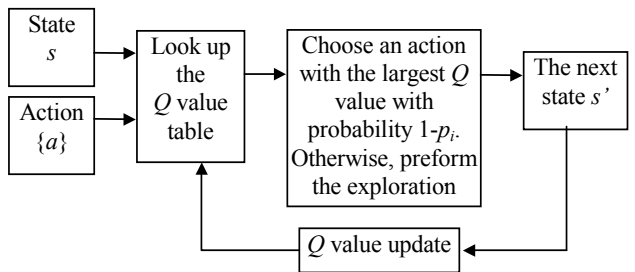 State
s
Action
{a}
Look up
the
Q value
table
Choose an action
with the largest Q
value with
probability 1-pi.
Otherwise, preform
the exploration
The next
state s’
Q value update